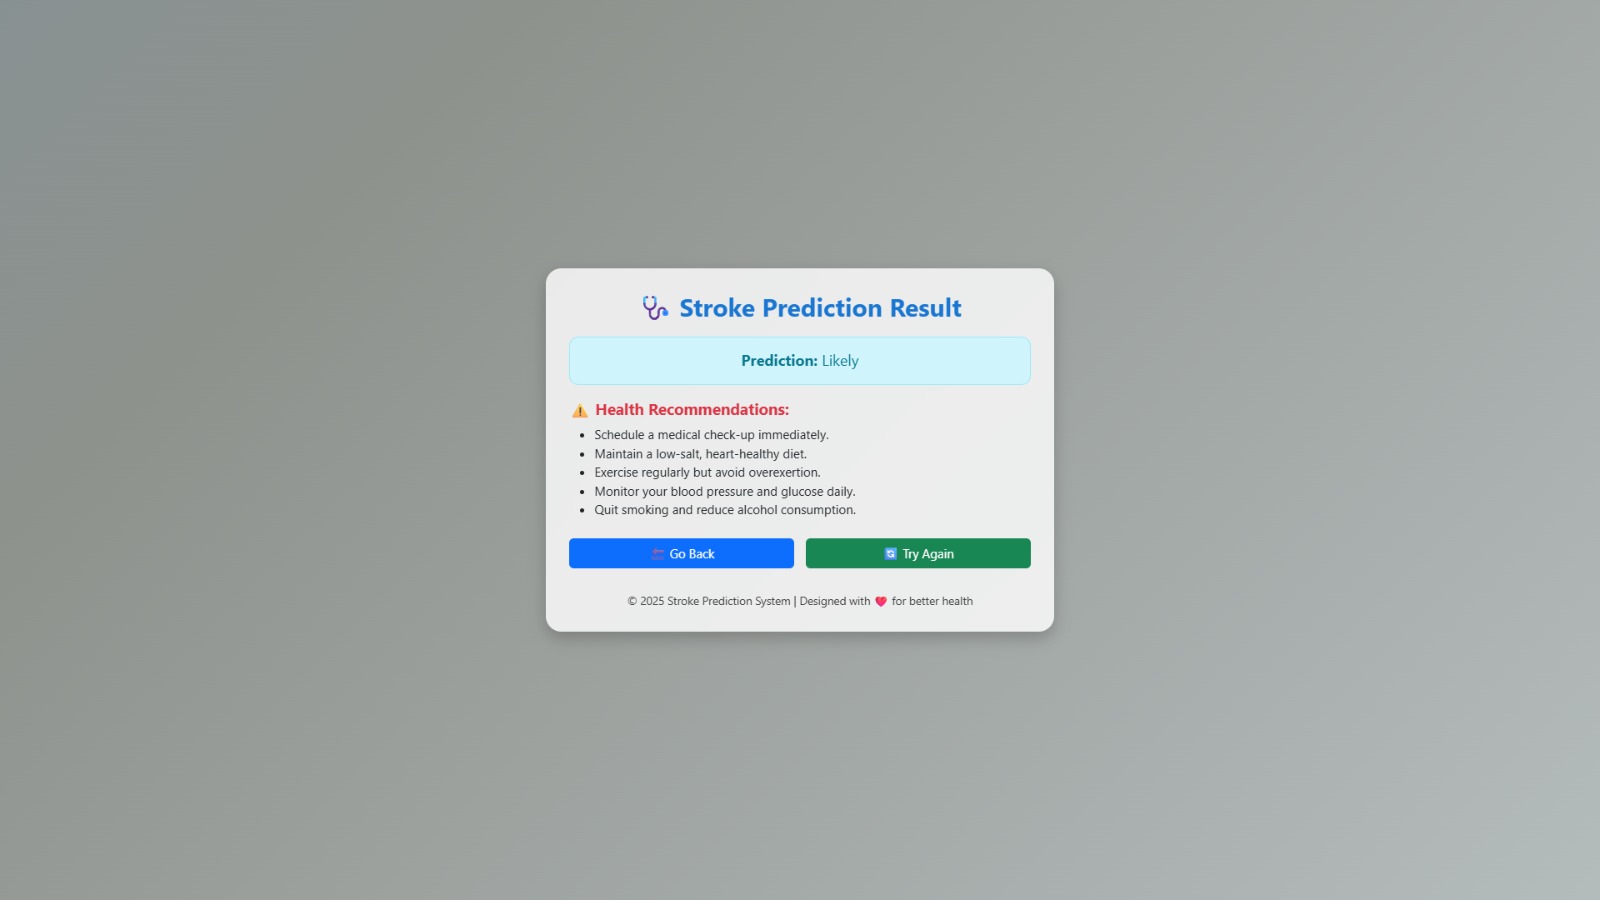 Stroke Prediction Result
Prediction: Likely
Health Recommendations:
Schedule a medical check-up immediately.
Maintain a low-salt, heart-healthy diet.
Exercise regularly but avoid overexertion.
Monitor your blood pressure and glucose daily.
Quit smoking and reduce alcohol consumption.
Go Back
Try Again
© 2025 Stroke Prediction System | Designed with ❤️ for better health